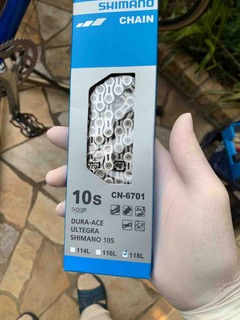 SHIMANO
CHAIN
10s CN-6701
DURA-ACE
ULTEGRA
SHIMANO 105
114L 116L 118L